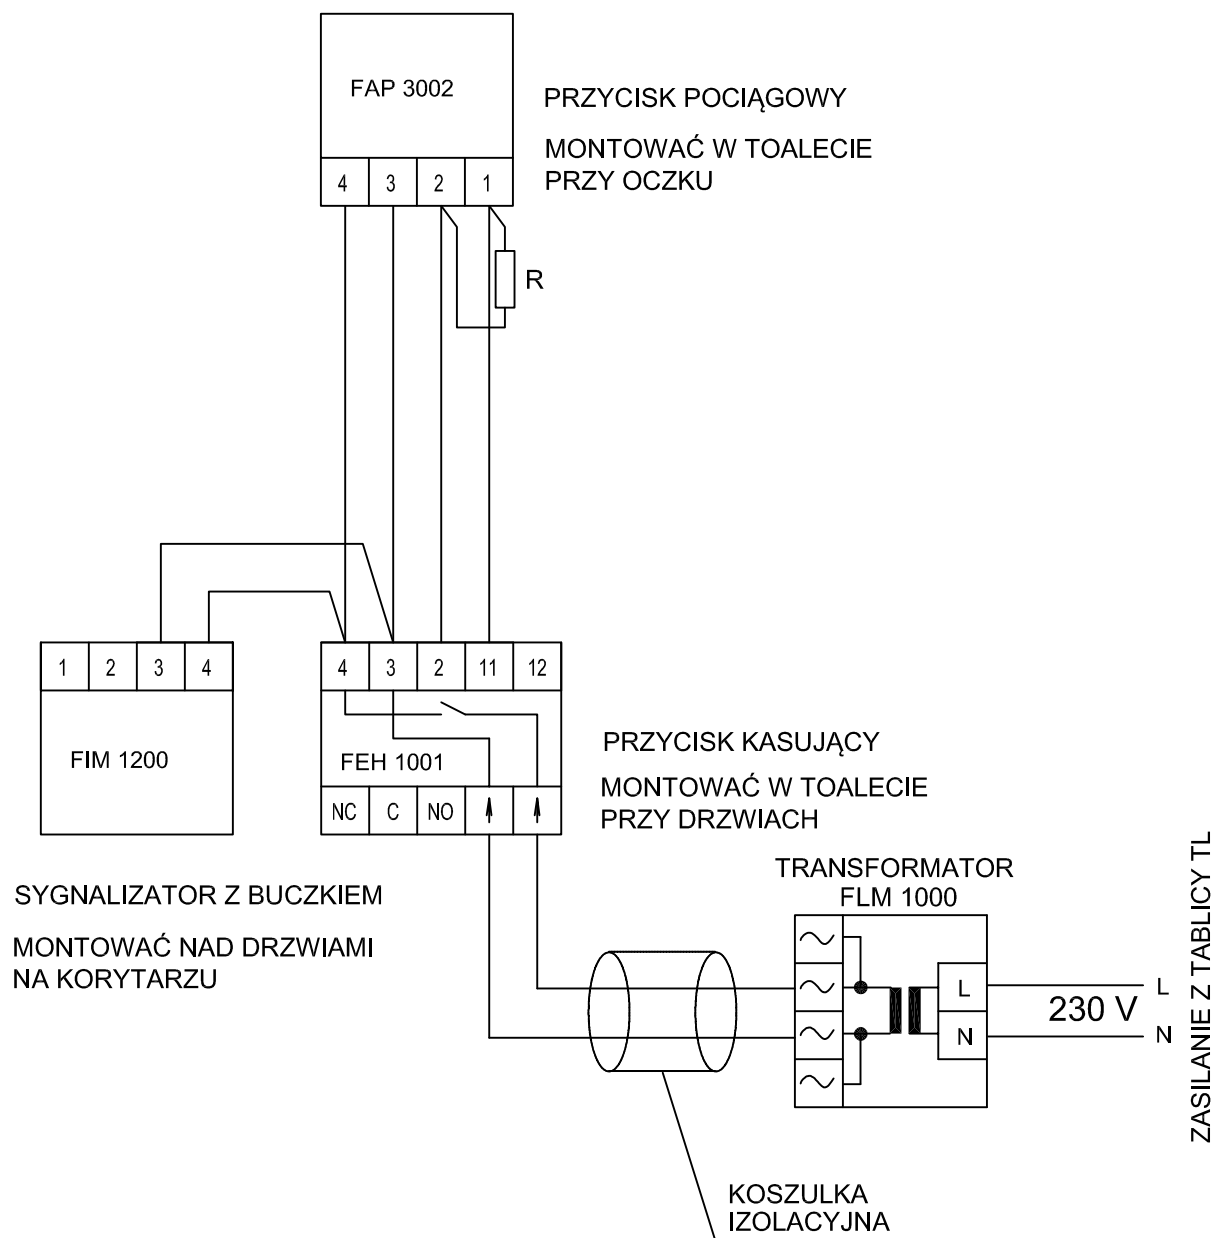 FAP 3002
4 3 2 1
PRZYCISK POCIĄGOWY
MONTOWAĆ W TOALECIE
PRZY OCZKU
R
1 2 3 4
FIM 1200
SYGNALIZATOR Z BUCZKIEM
MONTOWAĆ NAD DRZWIAMI
NA KORYTARZU
4 3 2 11 12
FEH 1001
NC C NO
PRZYCISK KASUJĄCY
MONTOWAĆ W TOALECIE
PRZY DRZWIACH
TRANSFORMATOR
FLM 1000
L
N
230 V
L
N
ZASILANIE Z TABLICY TL
KOSZULKA
IZOLACYJNA